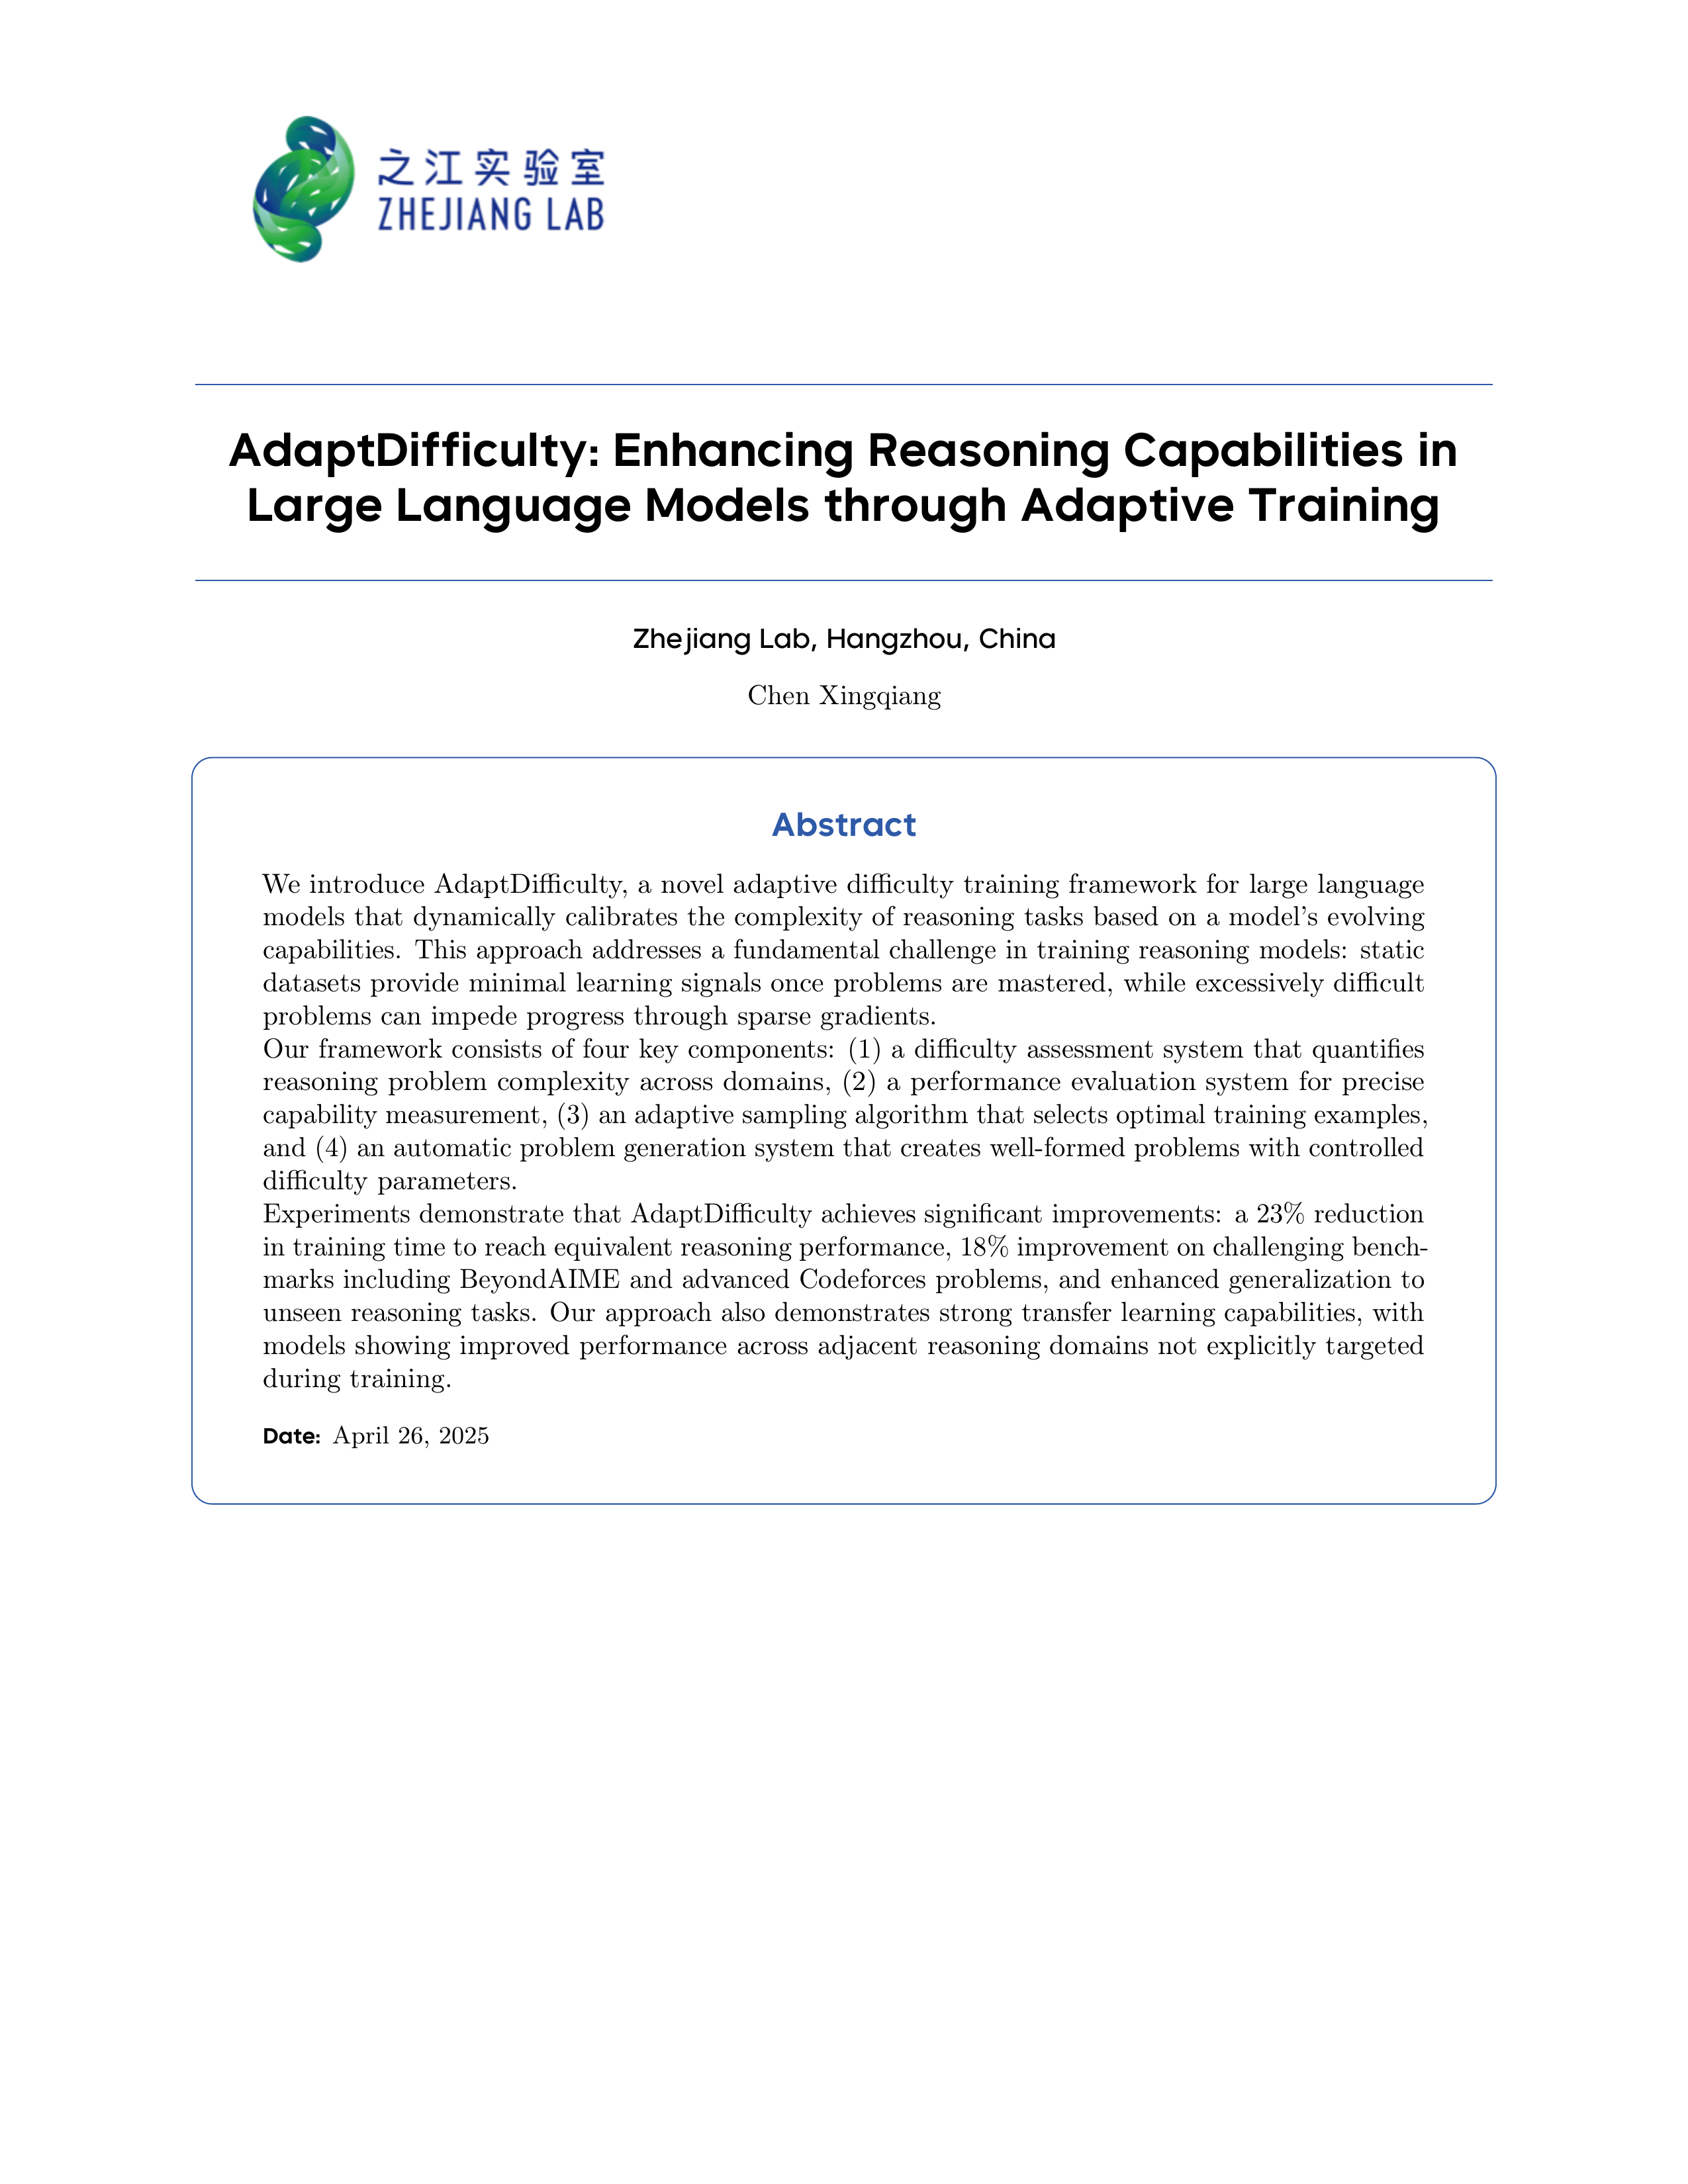 之江实验室
ZHEJIANG LAB
AdaptDifficulty: Enhancing Reasoning Capabilities in
Large Language Models through Adaptive Training
Zhejiang Lab, Hangzhou, China
Chen Xingqiang
Abstract
We introduce AdaptDifficulty, a novel adaptive difficulty training framework for large language
models that dynamically calibrates the complexity of reasoning tasks based on a model's evolving
capabilities. This approach addresses a fundamental challenge in training reasoning models: static
datasets provide minimal learning signals once problems are mastered, while excessively difficult
problems can impede progress through sparse gradients.
Our framework consists of four key components: (1) a difficulty assessment system that quantifies
reasoning problem complexity across domains, (2) a performance evaluation system for precise
capability measurement, (3) an adaptive sampling algorithm that selects optimal training examples,
and (4) an automatic problem generation system that creates well-formed problems with controlled
difficulty parameters.
Experiments demonstrate that AdaptDifficulty achieves significant improvements: a 23% reduction
in training time to reach equivalent reasoning performance, 18% improvement on challenging bench-
marks including BeyondAIME and advanced Codeforces problems, and enhanced generalization to
unseen reasoning tasks. Our approach also demonstrates strong transfer learning capabilities, with
models showing improved performance across adjacent reasoning domains not explicitly targeted
during training.
Date: April 26, 2025